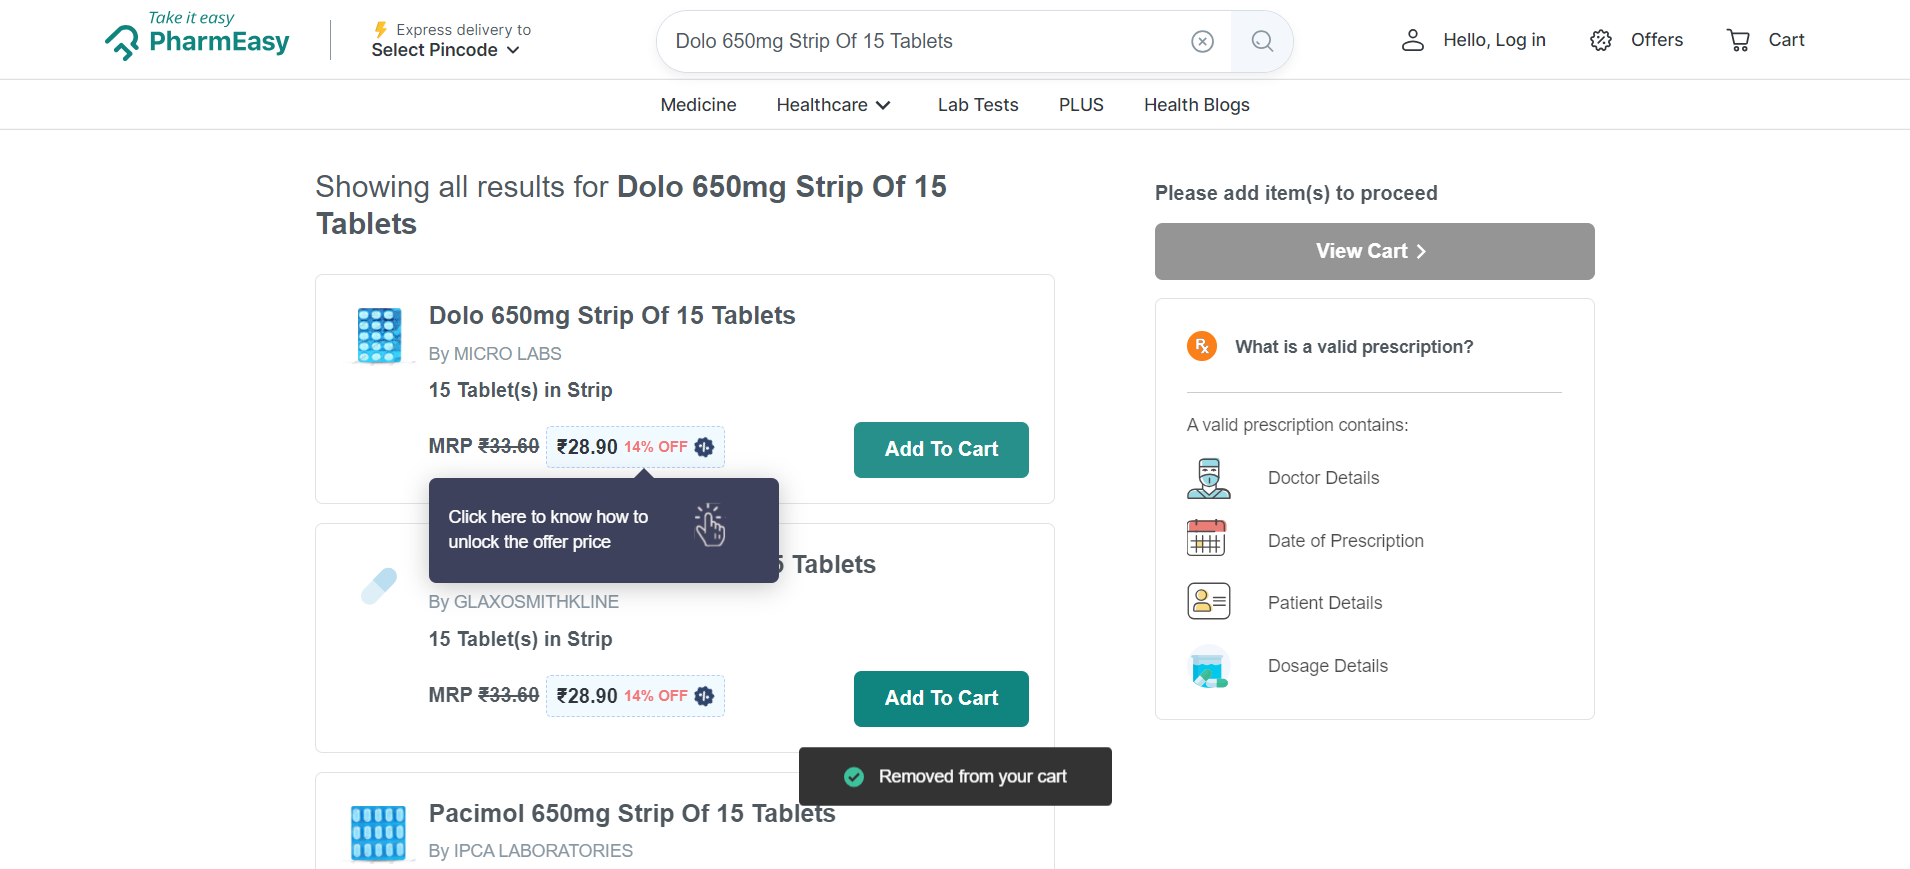 Take it easy
PharmEasy
Express delivery to
Select Pincode
Dolo 650mg Strip Of 15 Tablets
Hello, Log in
Offers
Cart
Medicine
Healthcare
Lab Tests
PLUS
Health Blogs
Showing all results for Dolo 650mg Strip Of 15
Tablets
Dolo 650mg Strip Of 15 Tablets
By MICRO LABS
15 Tablet(s) in Strip
MRP ₹33.60 ₹28.90 14% OFF
Add To Cart
Click here to know how to
unlock the offer price
5 Tablets
By GLAXOSMITHKLINE
15 Tablet(s) in Strip
MRP ₹33.60 ₹28.90 14% OFF
Add To Cart
Removed from your cart
Pacimol 650mg Strip Of 15 Tablets
By IPCA LABORATORIES
Please add item(s) to proceed
View Cart
Rx What is a valid prescription?
A valid prescription contains:
Doctor Details
Date of Prescription
Patient Details
Dosage Details